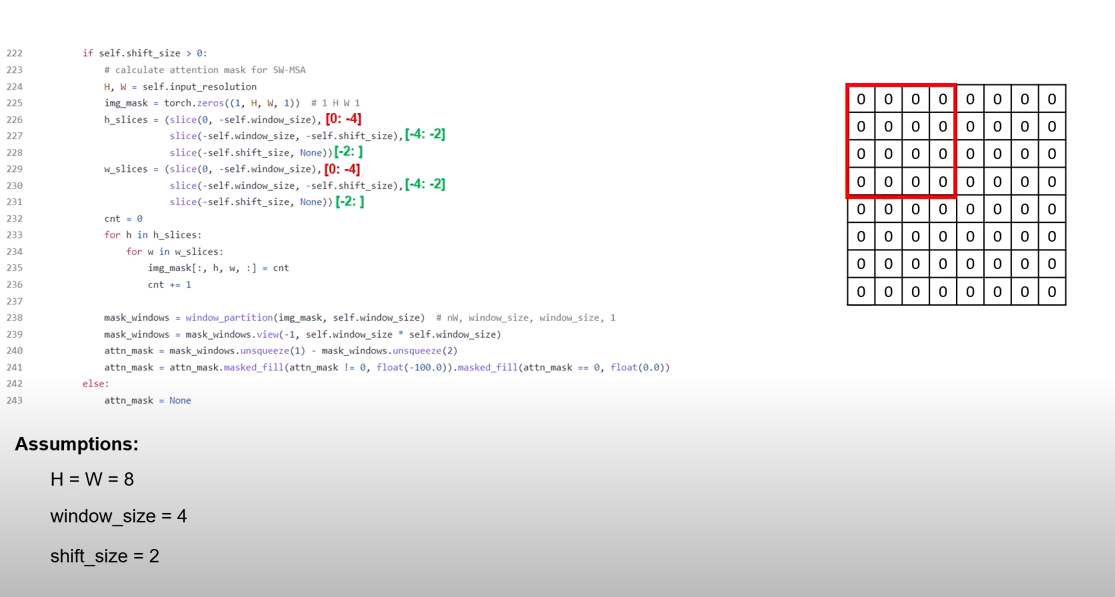 222 if self.shift_size > 0:
223 # calculate attention mask for SW-MSA
224 H, W = self.input_resolution
225 img_mask = torch.zeros((1, H, W, 1)) # 1 H W 1
226 h_slices = (slice(0, -self.window_size), [0: -4]
227 slice(-self.window_size, -self.shift_size), [-4: -2]
228 slice(-self.shift_size, None)) [-2: ]
229 w_slices = (slice(0, -self.window_size), [0: -4]
230 slice(-self.window_size, -self.shift_size), [-4: -2]
231 slice(-self.shift_size, None)) [-2: ]
232 cnt = 0
233 for h in h_slices:
234 for w in w_slices:
235 img_mask[:, h, w, :] = cnt
236 cnt += 1
237
238 mask_windows = window_partition(img_mask, self.window_size) # nW, window_size, window_size, 1
239 mask_windows = mask_windows.view(-1, self.window_size * self.window_size)
240 attn_mask = mask_windows.unsqueeze(1) - mask_windows.unsqueeze(2)
241 attn_mask = attn_mask.masked_fill(attn_mask != 0, float(-100.0)).masked_fill(attn_mask == 0, float(0.0))
242 else:
243 attn_mask = None
0 0 0 0 0 0 0 0
0 0 0 0 0 0 0 0
0 0 0 0 0 0 0 0
0 0 0 0 0 0 0 0
0 0 0 0 0 0 0 0
0 0 0 0 0 0 0 0
0 0 0 0 0 0 0 0
0 0 0 0 0 0 0 0
Assumptions:
H = W = 8
window_size = 4
shift_size = 2